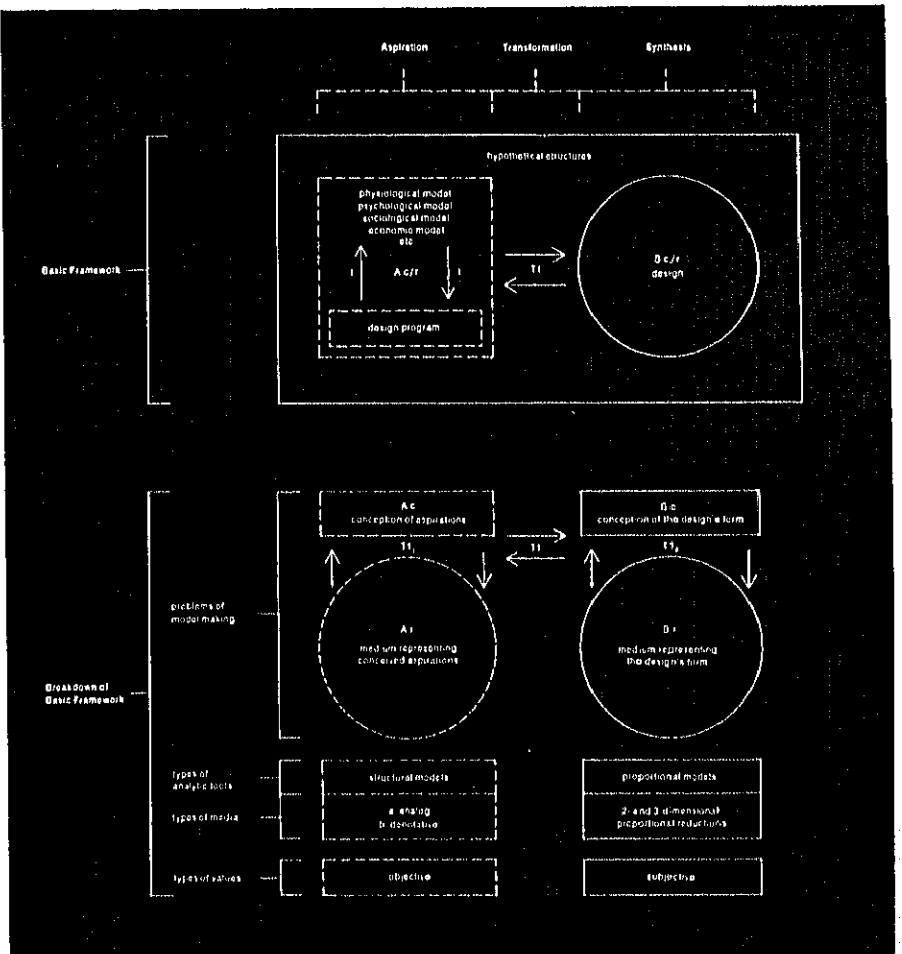 Aspiration
Transformation
Synthesis
hypothetical structures
physiological model
psychological model
sociological model
economic model
etc
Basic Framework
A c/r
T1
B c/r
design
design program
A c
conception of aspirations
B c
conception of the design's form
T1
problems of
model making
A r
medium representing
conceived aspirations
B r
medium representing
the design's form
Breakdown of
Basic Framework
types of
analytic tools
structural models
proportional models
types of media
a analog
b denotative
2- and 3 dimensional
proportional reductions
types of values
objective
subjective